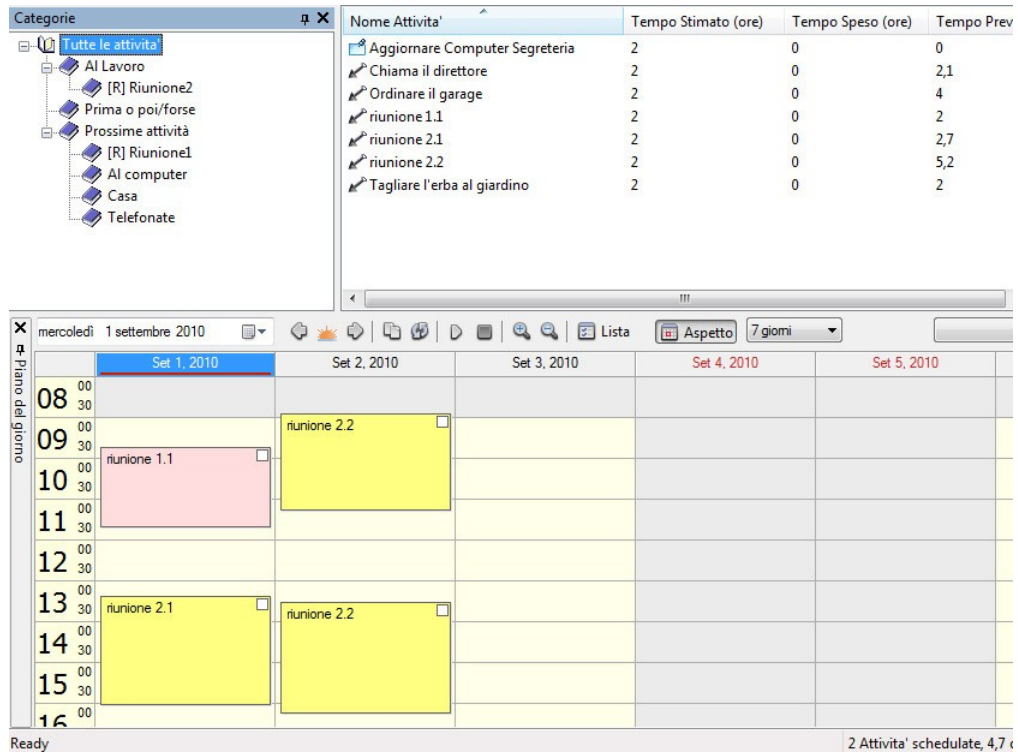 Categorie
Tutte le attivita'
Al Lavoro
[R] Riunione2
Prima o poi/forse
Prossime attività
[R] Riunione1
Al computer
Casa
Telefonate
Nome Attivita' Tempo Stimato (ore) Tempo Speso (ore) Tempo Prev
Aggiornare Computer Segreteria 2 0 0
Chiama il direttore 2 0 2,1
Ordinare il garage 2 0 4
riunione 1.1 2 0 2
riunione 2.1 2 0 2,7
riunione 2.2 2 0 5,2
Tagliare l'erba al giardino 2 0 2
Piano del giorno
mercoledì 1 settembre 2010 Lista Aspetto 7 giorni
Set 1, 2010 Set 2, 2010 Set 3, 2010 Set 4, 2010 Set 5, 2010
08 00 30
09 00 30
10 00 30
11 00 30
12 00 30
13 00 30
14 00 30
15 00 30
16 00
riunione 1.1
riunione 2.2
riunione 2.1
riunione 2.2
Ready 2 Attivita' schedulate, 4,7